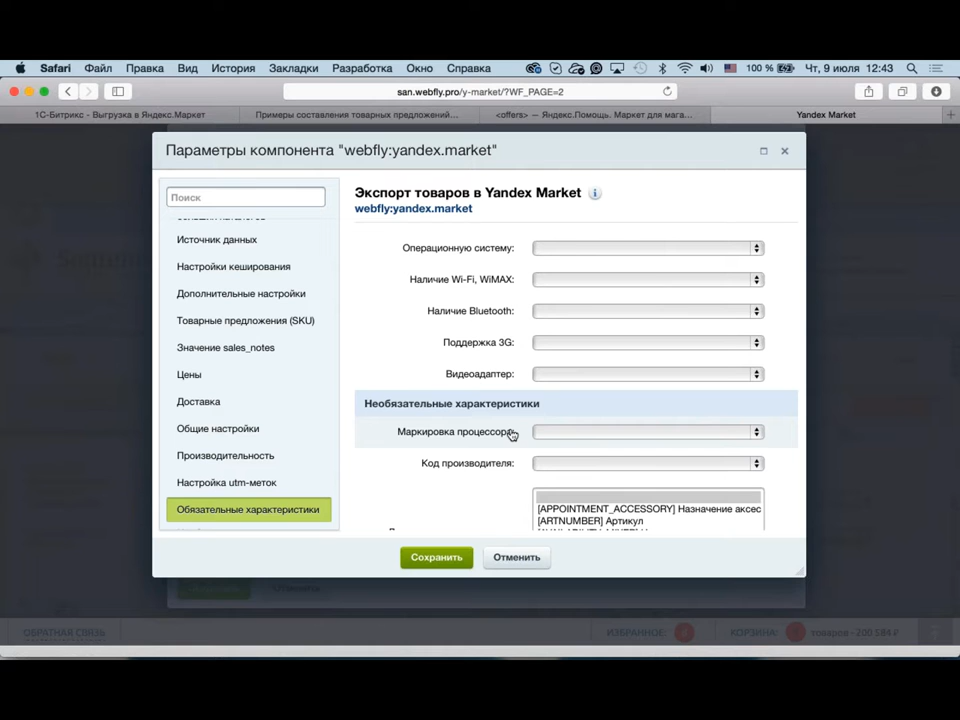 Safari Файл Правка Вид История Закладки Разработка Окно Справка 100 % Чт, 9 июля 12:43
san.webfly.pro/y-market/?WF_PAGE=2
1С-Битрикс - Выгрузка в Яндекс.Маркет Примеры составления товарных предложений... <offers> — Яндекс.Помощь. Маркет для мага... Yandex Market
Параметры компонента "webfly:yandex.market"
Поиск
Источник данных
Настройки кеширования
Дополнительные настройки
Товарные предложения (SKU)
Значение sales_notes
Цены
Доставка
Общие настройки
Производительность
Настройка utm-меток
Обязательные характеристики
Экспорт товаров в Yandex Market
webfly:yandex.market
Операционную систему:
Наличие Wi-Fi, WiMAX:
Наличие Bluetooth:
Поддержка 3G:
Видеоадаптер:
Необязательные характеристики
Маркировка процессора:
Код производителя:
[APPOINTMENT_ACCESSORY] Назначение аксес
[ARTNUMBER] Артикул
Сохранить Отменить
ОБРАТНАЯ СВЯЗЬ ИЗБРАННОЕ: КОРЗИНА: товаров - 200 584 ₽